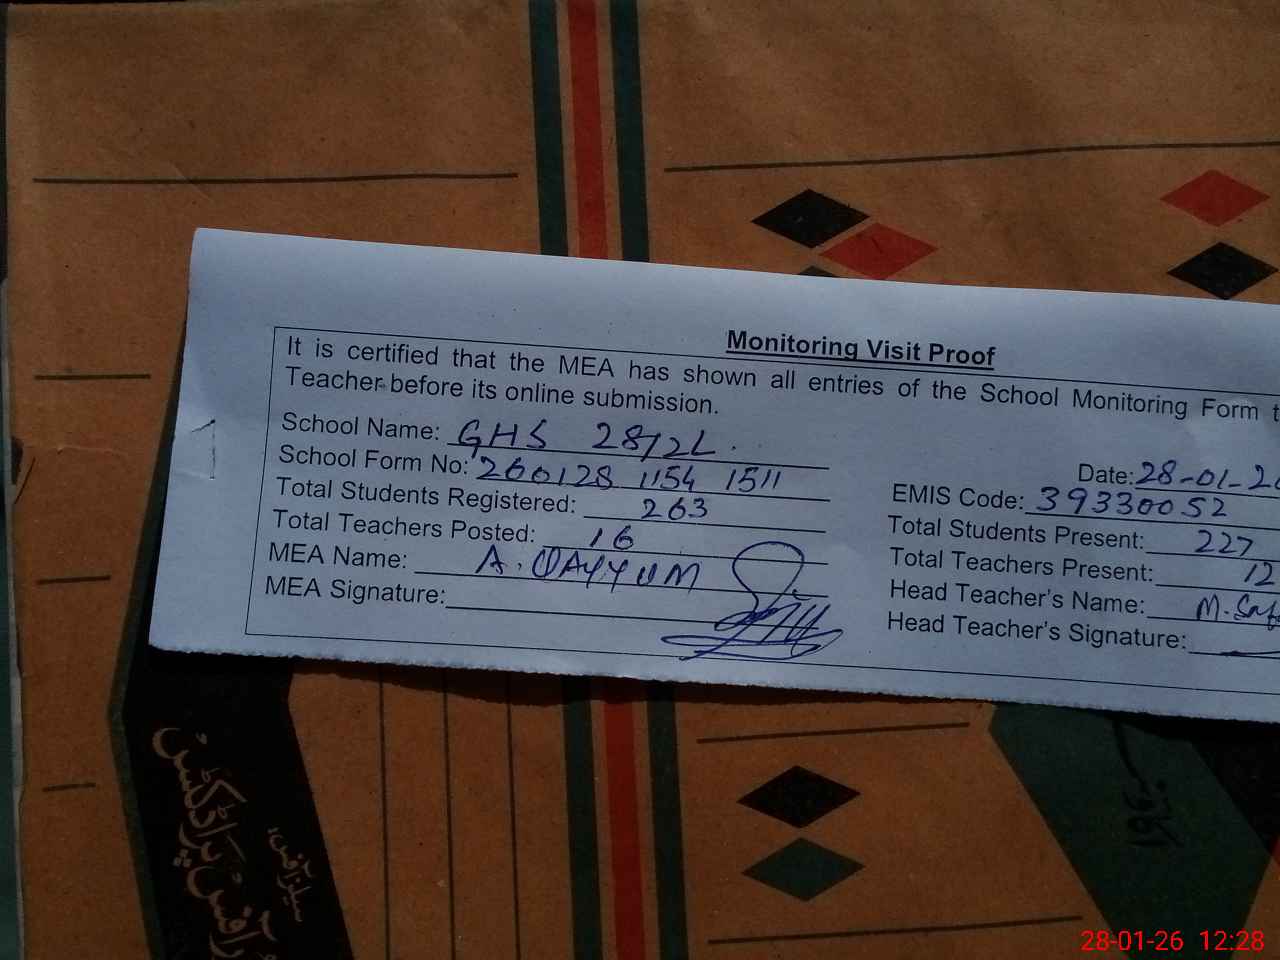 Monitoring Visit Proof
It is certified that the MEA has shown all entries of the School Monitoring Form
Teacher before its online submission.
School Name: GHS 28/2L.
Date: 28-01-2
School Form No: 260128 1154 1511
EMIS Code: 39330052
Total Students Registered: 263
Total Students Present: 227
Total Teachers Posted: 16
Total Teachers Present: 12
MEA Name: A. QAYYUM
Head Teacher's Name: M.
MEA Signature:
Head Teacher's Signature:
سیلز آفس
28-01-26 12:28